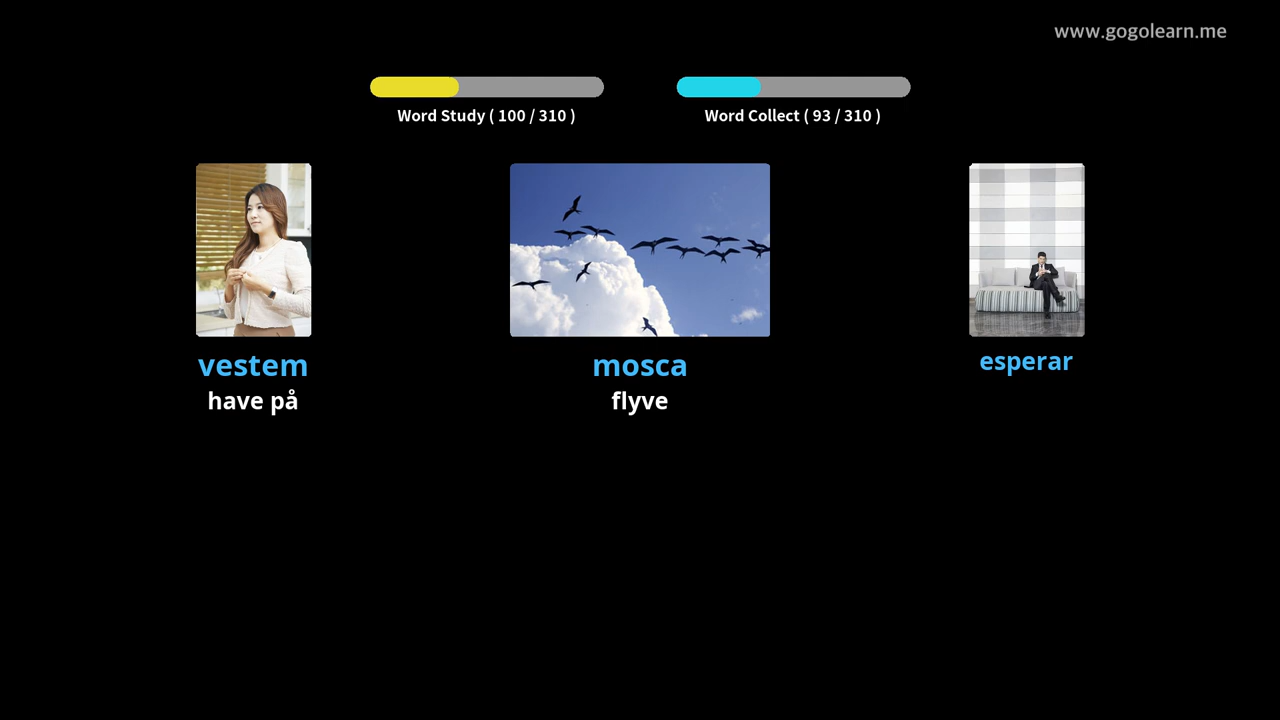 www.gogolearn.me
Word Study ( 100 / 310 )
Word Collect ( 93 / 310 )
vestem
have på
mosca
flyve
esperar